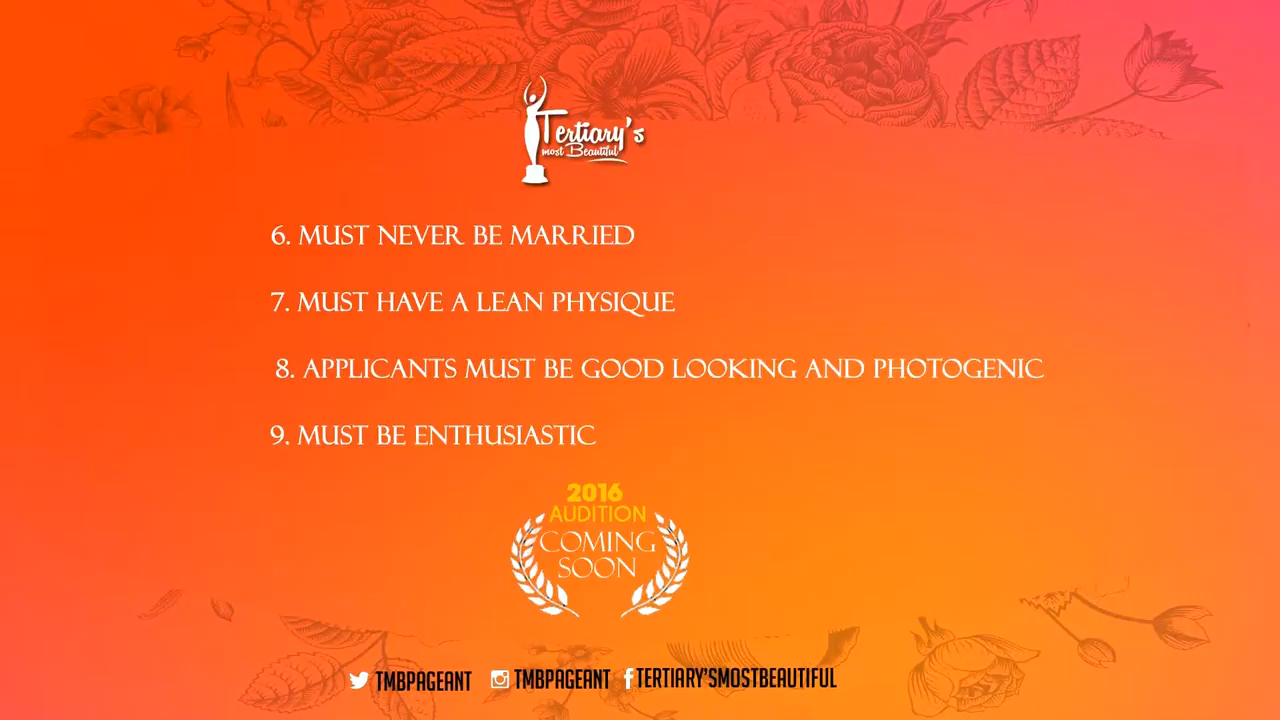 Tertiary's
most Beautiful
6. MUST NEVER BE MARRIED
7. MUST HAVE A LEAN PHYSIQUE
8. APPLICANTS MUST BE GOOD LOOKING AND PHOTOGENIC
9. MUST BE ENTHUSIASTIC
2016
AUDITION
COMING
SOON
TMBPAGEANT TMBPAGEANT TERTIARY'SMOSTBEAUTIFUL